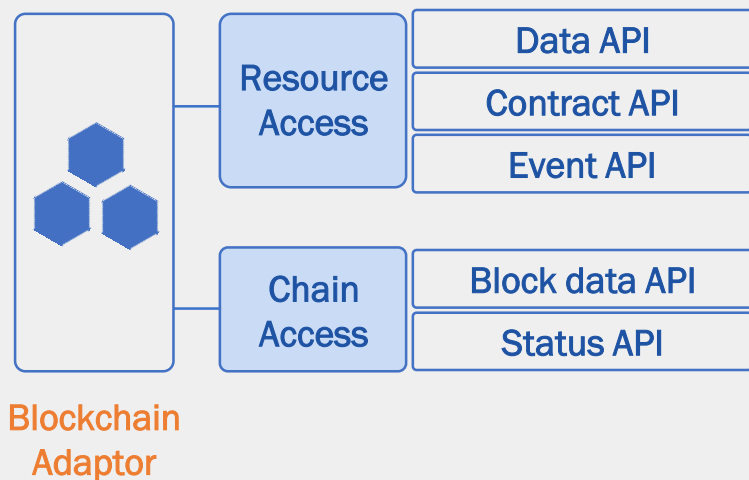 Resource
Access
Data API
Contract API
Event API
Chain
Access
Block data API
Status API
Blockchain
Adaptor